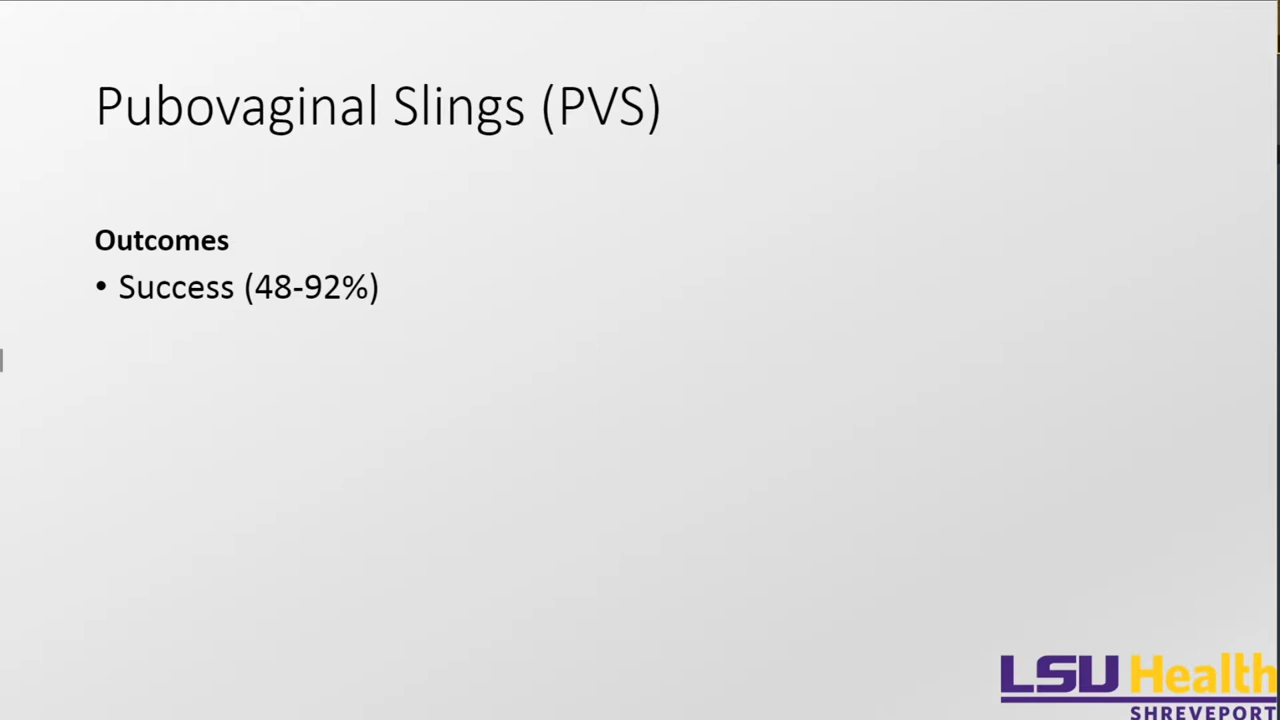 Pubovaginal Slings (PVS)
Outcomes
• Success (48-92%)
LSU Health
SHREVEPORT